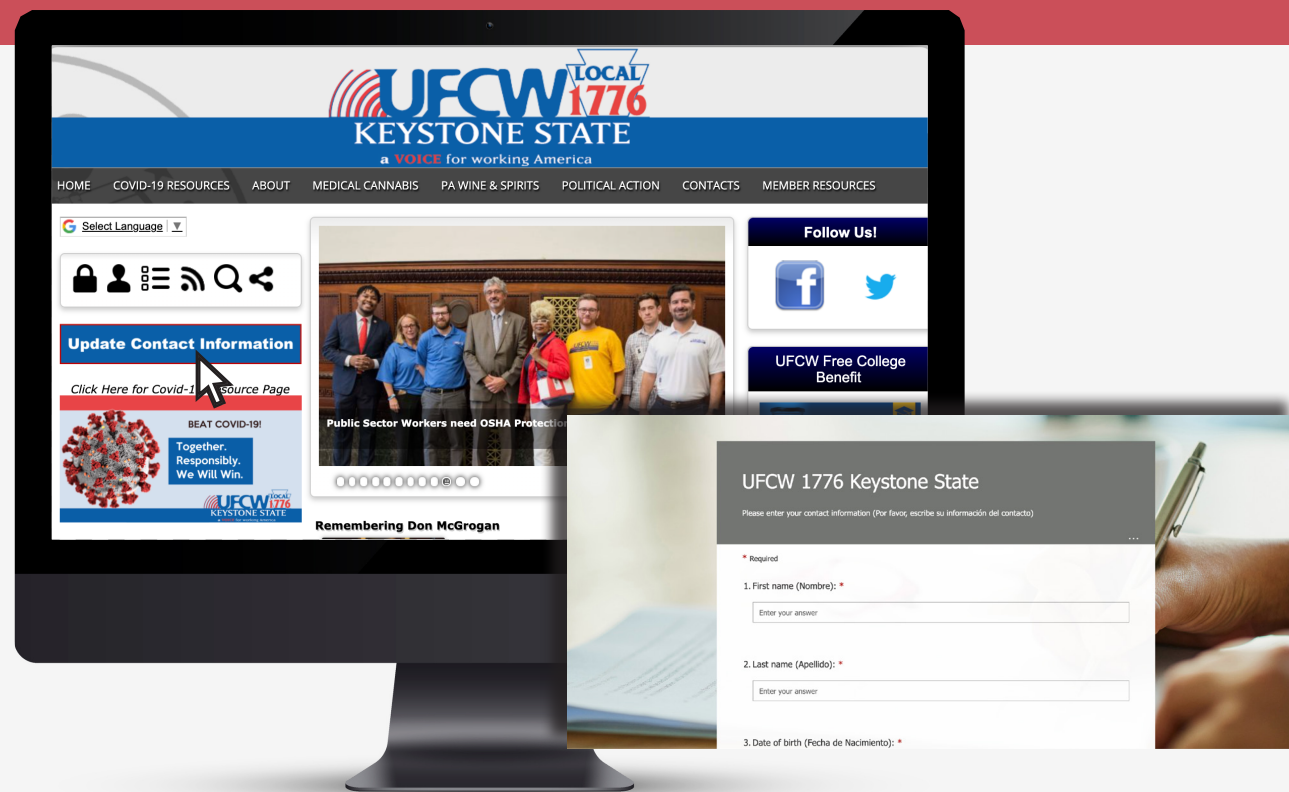 UFCW LOCAL 1776
KEYSTONE STATE
a VOICE for working America
HOME COVID-19 RESOURCES ABOUT MEDICAL CANNABIS PA WINE & SPIRITS POLITICAL ACTION CONTACTS MEMBER RESOURCES
Select Language ▼
Update Contact Information
Click Here for Covid-1 source Page
BEAT COVID-19!
Together.
Responsibly.
We Will Win.
UFCW LOCAL 1776
KEYSTONE STATE
a VOICE for working America
Public Sector Workers need OSHA Protection
Remembering Don McGrogan
Follow Us!
UFCW Free College
Benefit
UFCW 1776 Keystone State
Please enter your contact information (Por favor, escribe su información del contacto)
...
* Required
1. First name (Nombre): *
Enter your answer
2. Last name (Apellido): *
Enter your answer
3. Date of birth (Fecha de Nacimiento): *